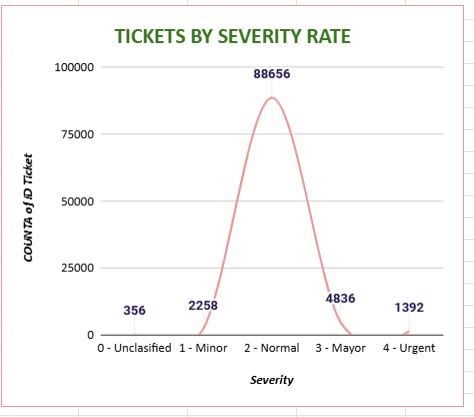 TICKETS BY SEVERITY RATE
100000
88656
75000
50000
25000
4836
2258
1392
356
0
0 - Unclasified 1 - Minor 2 - Normal 3 - Mayor 4 - Urgent
COUNTA of ID Ticket
Severity